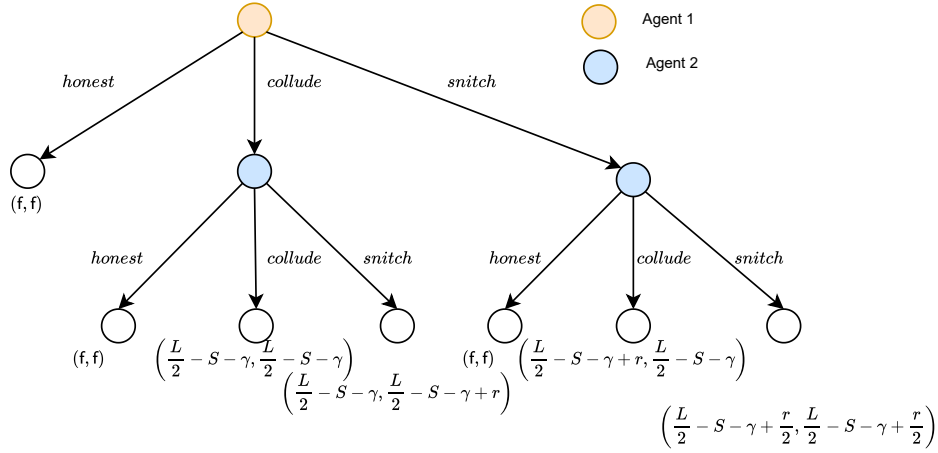 Agent 1
Agent 2
honest
collude
snitch
(f, f)
honest
collude
snitch
honest
collude
snitch
(f, f)
(L/2 − S − γ, L/2 − S − γ)
(f, f)
(L/2 − S − γ + r, L/2 − S − γ)
(L/2 − S − γ, L/2 − S − γ + r)
(L/2 − S − γ + r/2, L/2 − S − γ + r/2)